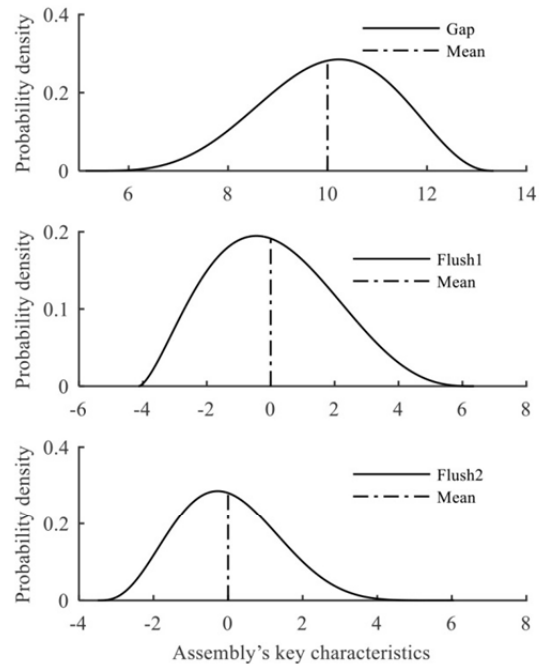 0.4
Gap
Mean
0.2
0
Probability density
6 8 10 12 14
0.2
Flush1
Mean
0.1
0
Probability density
-6 -4 -2 0 2 4 6 8
0.4
Flush2
Mean
0.2
0
Probability density
-4 -2 0 2 4 6 8
Assembly's key characteristics